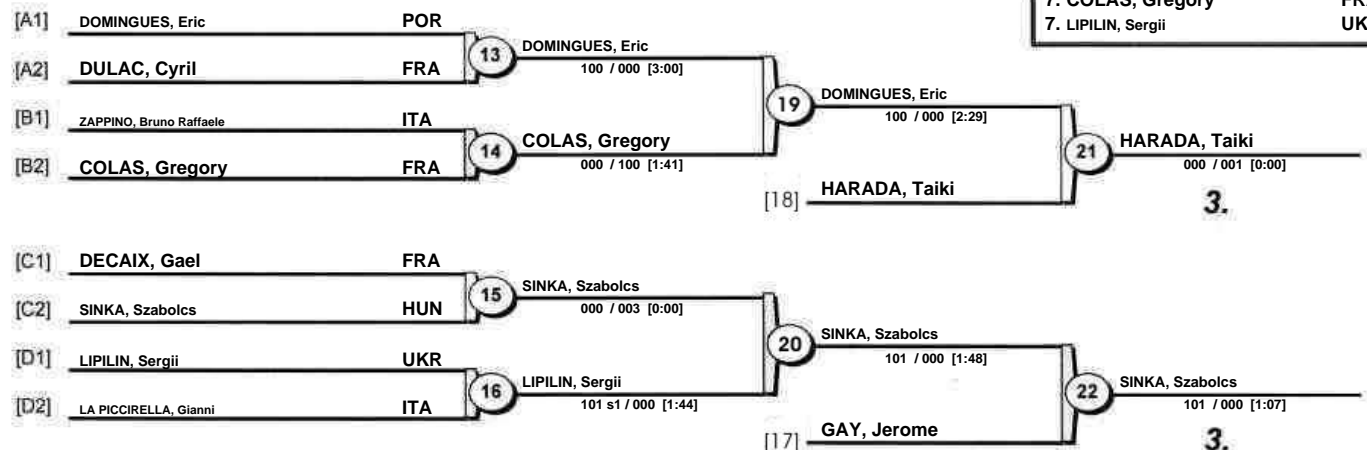 7. COLAS, Gregory
7. LIPILIN, Sergii
[A1] DOMINGUES, Eric POR
13 DOMINGUES, Eric
100 / 000 [3:00]
[A2] DULAC, Cyril FRA
19 DOMINGUES, Eric
100 / 000 [2:29]
[B1] ZAPPINO, Bruno Raffaele ITA
14 COLAS, Gregory
000 / 100 [1:41]
21 HARADA, Taiki
000 / 001 [0:00]
[B2] COLAS, Gregory FRA
[18] HARADA, Taiki
3.
[C1] DECAIX, Gael FRA
15 SINKA, Szabolcs
000 / 003 [0:00]
[C2] SINKA, Szabolcs HUN
20 SINKA, Szabolcs
101 / 000 [1:48]
[D1] LIPILIN, Sergii UKR
16 LIPILIN, Sergii
101 s1 / 000 [1:44]
22 SINKA, Szabolcs
101 / 000 [1:07]
[D2] LA PICCIRELLA, Gianni ITA
[17] GAY, Jerome
3.